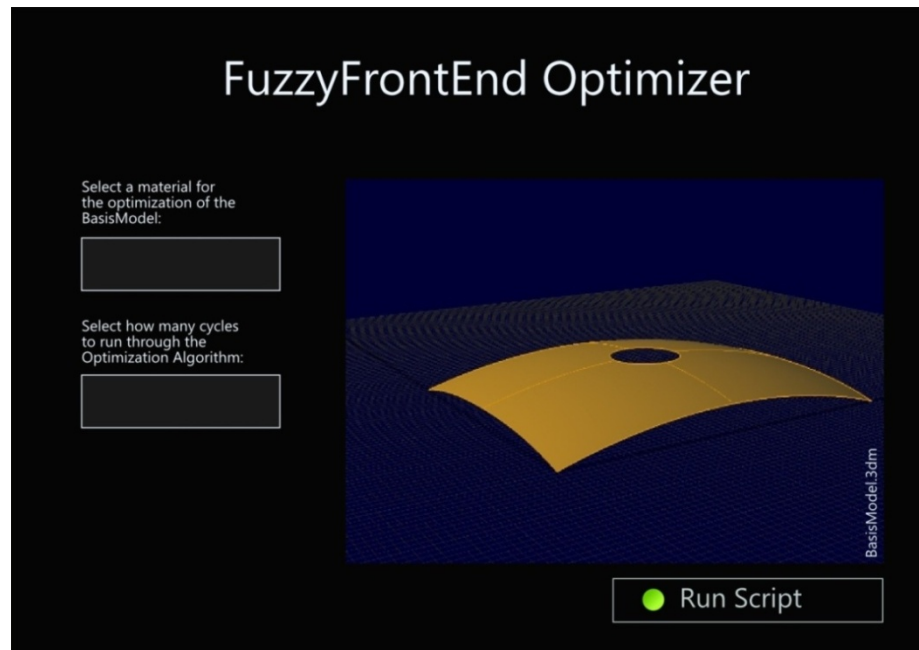 FuzzyFrontEnd Optimizer
Select a material for
the optimization of the
BasisModel:
Select how many cycles
to run through the
Optimization Algorithm:
BasisModel.3dm
Run Script